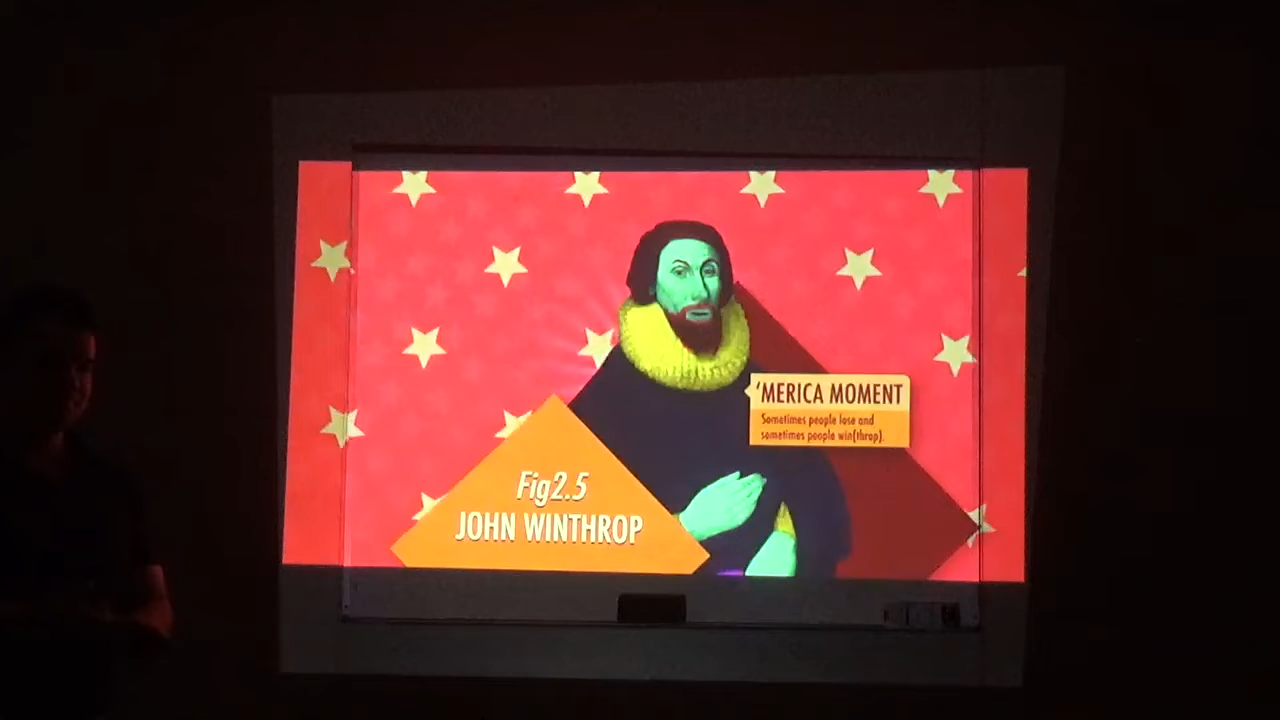 'MERICA MOMENT
Sometimes people lose and
sometimes people win(throp).
Fig2.5
JOHN WINTHROP